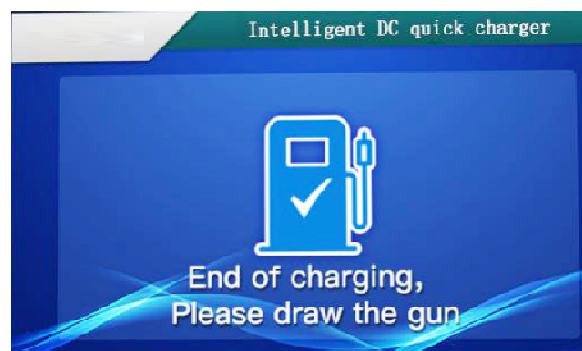 Intelligent DC quick charger
End of charging,
Please draw the gun